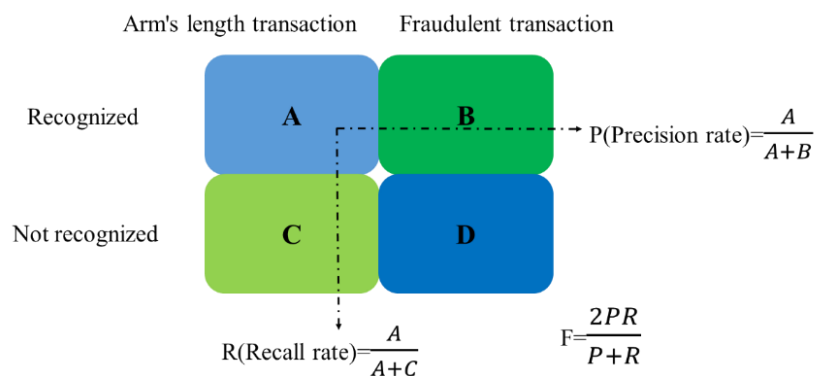 Arm's length transaction Fraudulent transaction
Recognized A B
P(Precision rate)=A/(A+B)
Not recognized C D
R(Recall rate)=A/(A+C)
F=2PR/(P+R)